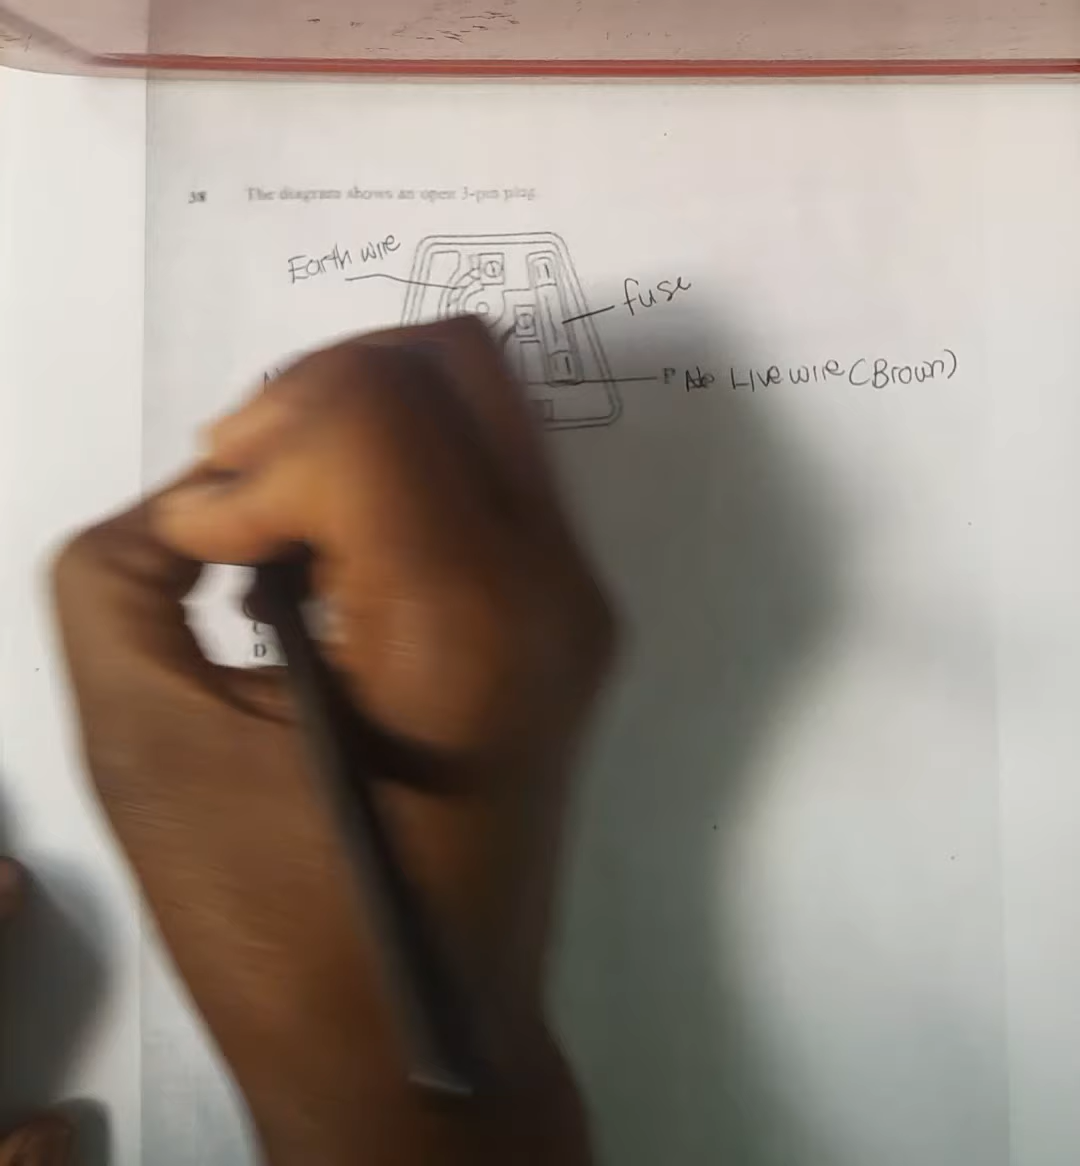 38 The diagram shows an open 3-pin plug.
Earth wire
fuse
P Live wire (Brown)
C
D